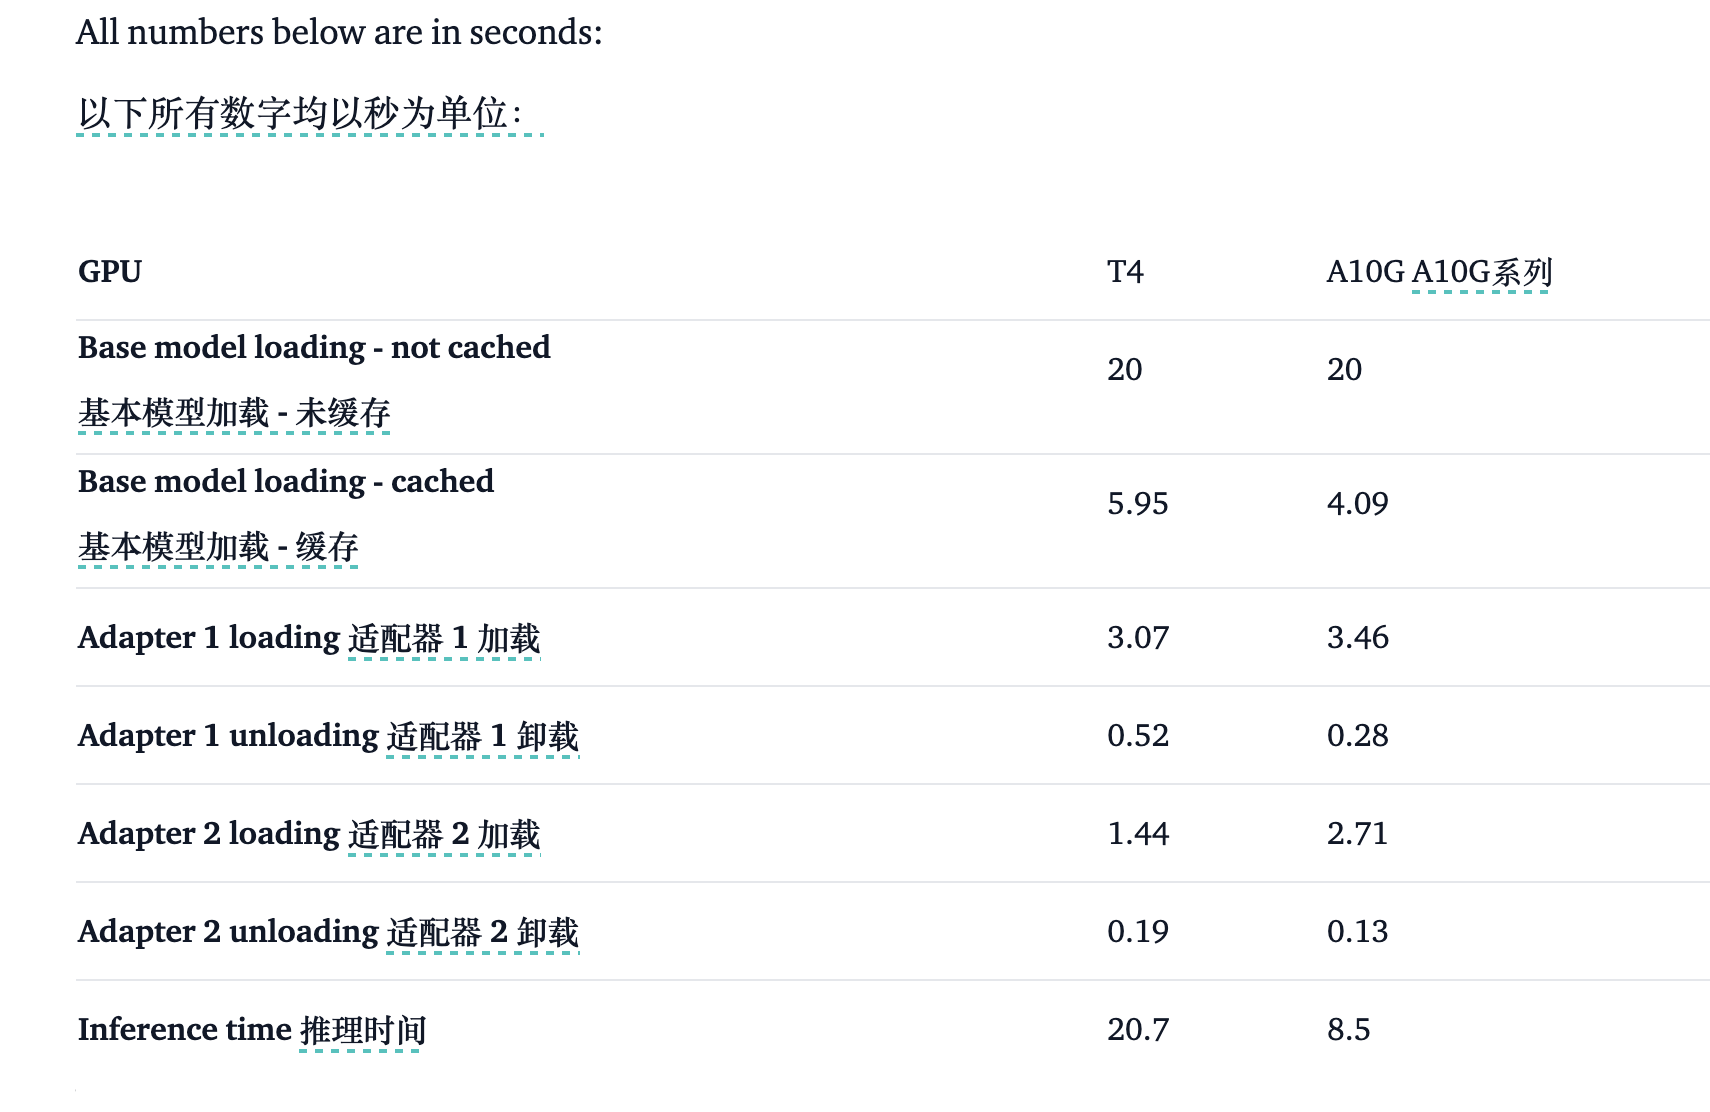 All numbers below are in seconds:
以下所有数字均以秒为单位：
GPU T4 A10G A10G系列
Base model loading - not cached
20 20
基本模型加载 - 未缓存
Base model loading - cached
5.95 4.09
基本模型加载 - 缓存
Adapter 1 loading 适配器 1 加载 3.07 3.46
Adapter 1 unloading 适配器 1 卸载 0.52 0.28
Adapter 2 loading 适配器 2 加载 1.44 2.71
Adapter 2 unloading 适配器 2 卸载 0.19 0.13
Inference time 推理时间 20.7 8.5